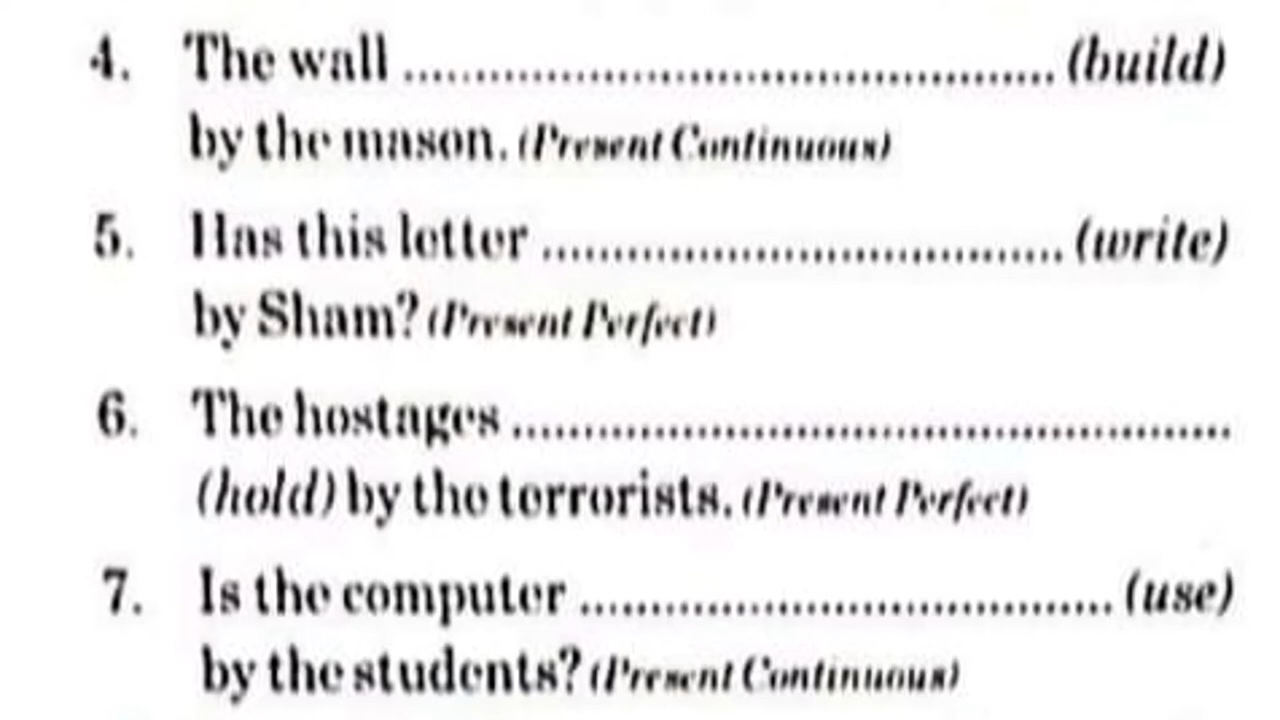 4. The wall ............................................... (build)
by the mason. (Present Continuous)
5. Has this letter ..................................... (write)
by Sham? (Present Perfect)
6. The hostages ....................................................
(hold) by the terrorists. (Present Perfect)
7. Is the computer ...................................... (use)
by the students? (Present Continuous)